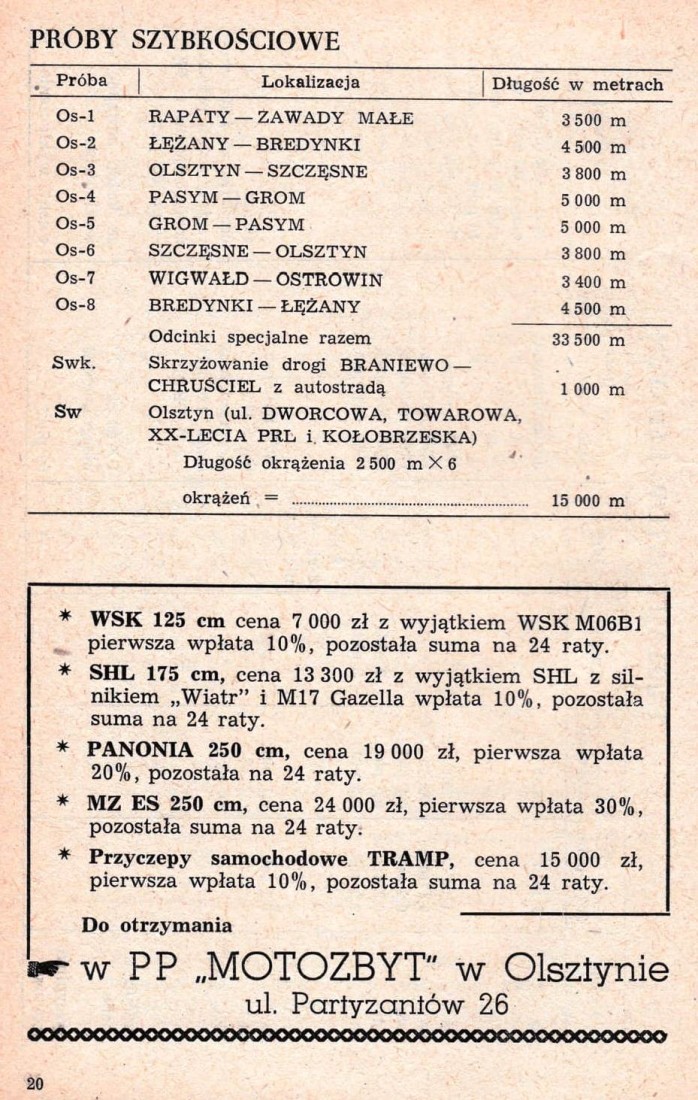 PRÓBY SZYBKOŚCIOWE
Próba Lokalizacja Długość w metrach
Os-1 RAPATY — ZAWADY MAŁE 3 500 m
Os-2 ŁĘŻANY — BREDYNKI 4 500 m
Os-3 OLSZTYN — SZCZĘSNE 3 800 m
Os-4 PASYM — GROM 5 000 m
Os-5 GROM — PASYM 5 000 m
Os-6 SZCZĘSNE — OLSZTYN 3 800 m
Os-7 WIGWAŁD — OSTROWIN 3 400 m
Os-8 BREDYNKI — ŁĘŻANY 4 500 m
Odcinki specjalne razem 33 500 m
Swk. Skrzyżowanie drogi BRANIEWO —
CHRUŚCIEL z autostradą 1 000 m
Sw Olsztyn (ul. DWORCOWA, TOWAROWA,
XX-LECIA PRL i KOŁOBRZESKA)
Długość okrążenia 2 500 m X 6
okrążeń = ........................................................ 15 000 m
* WSK 125 cm cena 7 000 zł z wyjątkiem WSK M06B1
pierwsza wpłata 10%, pozostała suma na 24 raty.
* SHL 175 cm, cena 13 300 zł z wyjątkiem SHL z sil-
nikiem „Wiatr" i M17 Gazella wpłata 10%, pozostała
suma na 24 raty.
* PANONIA 250 cm, cena 19 000 zł, pierwsza wpłata
20%, pozostała na 24 raty.
* MZ ES 250 cm, cena 24 000 zł, pierwsza wpłata 30%,
pozostała suma na 24 raty.
* Przyczepy samochodowe TRAMP, cena 15 000 zł,
pierwsza wpłata 10%, pozostała suma na 24 raty.
Do otrzymania
w PP „MOTOZBYT" w Olsztynie
ul. Partyzantów 26
20